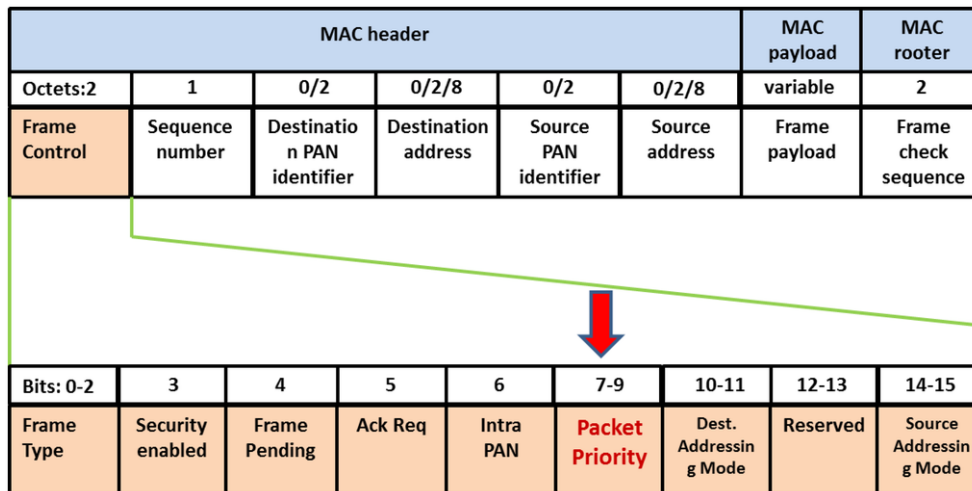 MAC header
MAC
payload
MAC
rooter
Octets:2
1
0/2
0/2/8
0/2
0/2/8
variable
2
Frame
Control
Sequence
number
Destinatio
n PAN
identifier
Destination
address
Source
PAN
identifier
Source
address
Frame
payload
Frame
check
sequence
Bits: 0-2
3
4
5
6
7-9
10-11
12-13
14-15
Frame
Type
Security
enabled
Frame
Pending
Ack Req
Intra
PAN
Packet
Priority
Dest.
Addressin
g Mode
Reserved
Source
Addressin
g Mode